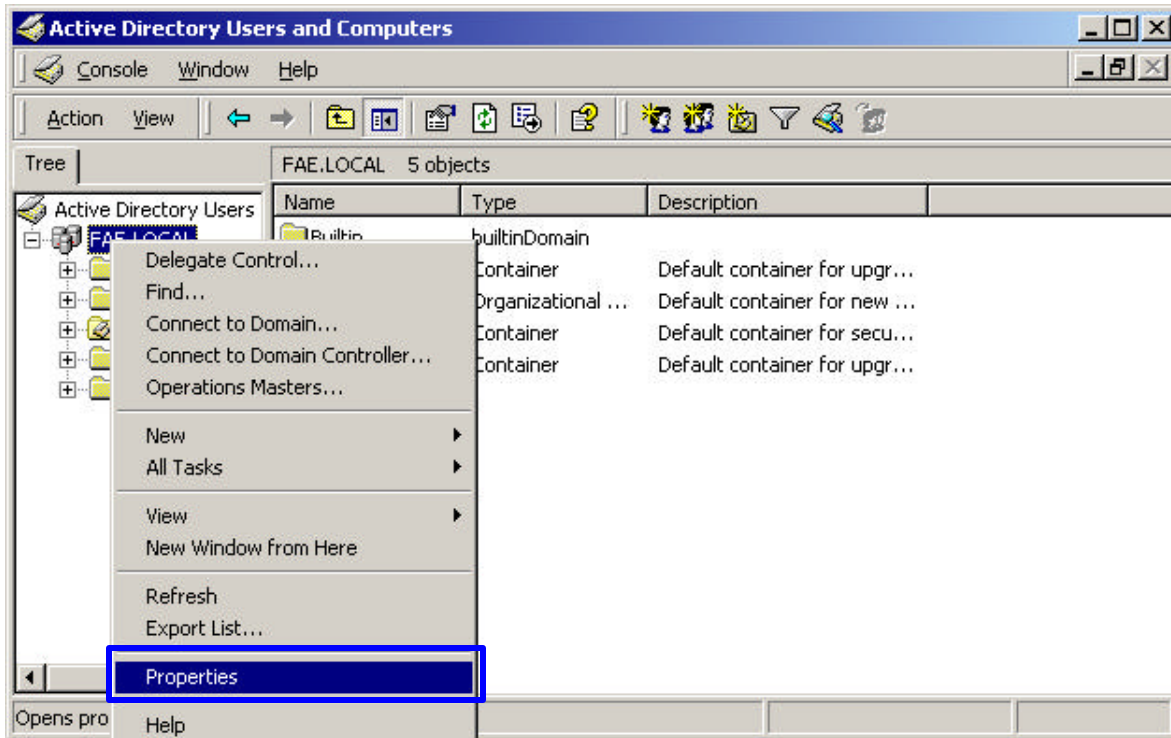 Active Directory Users and Computers
Console Window Help
Action View
Tree
FAE.LOCAL 5 objects
Active Directory Users
Name Type Description
FAE.LOCAL
Builtin builtinDomain
Container Default container for upgr...
Organizational ... Default container for new ...
Container Default container for secu...
Container Default container for upgr...
Delegate Control...
Find...
Connect to Domain...
Connect to Domain Controller...
Operations Masters...
New
All Tasks
View
New Window from Here
Refresh
Export List...
Properties
Help
Opens pro